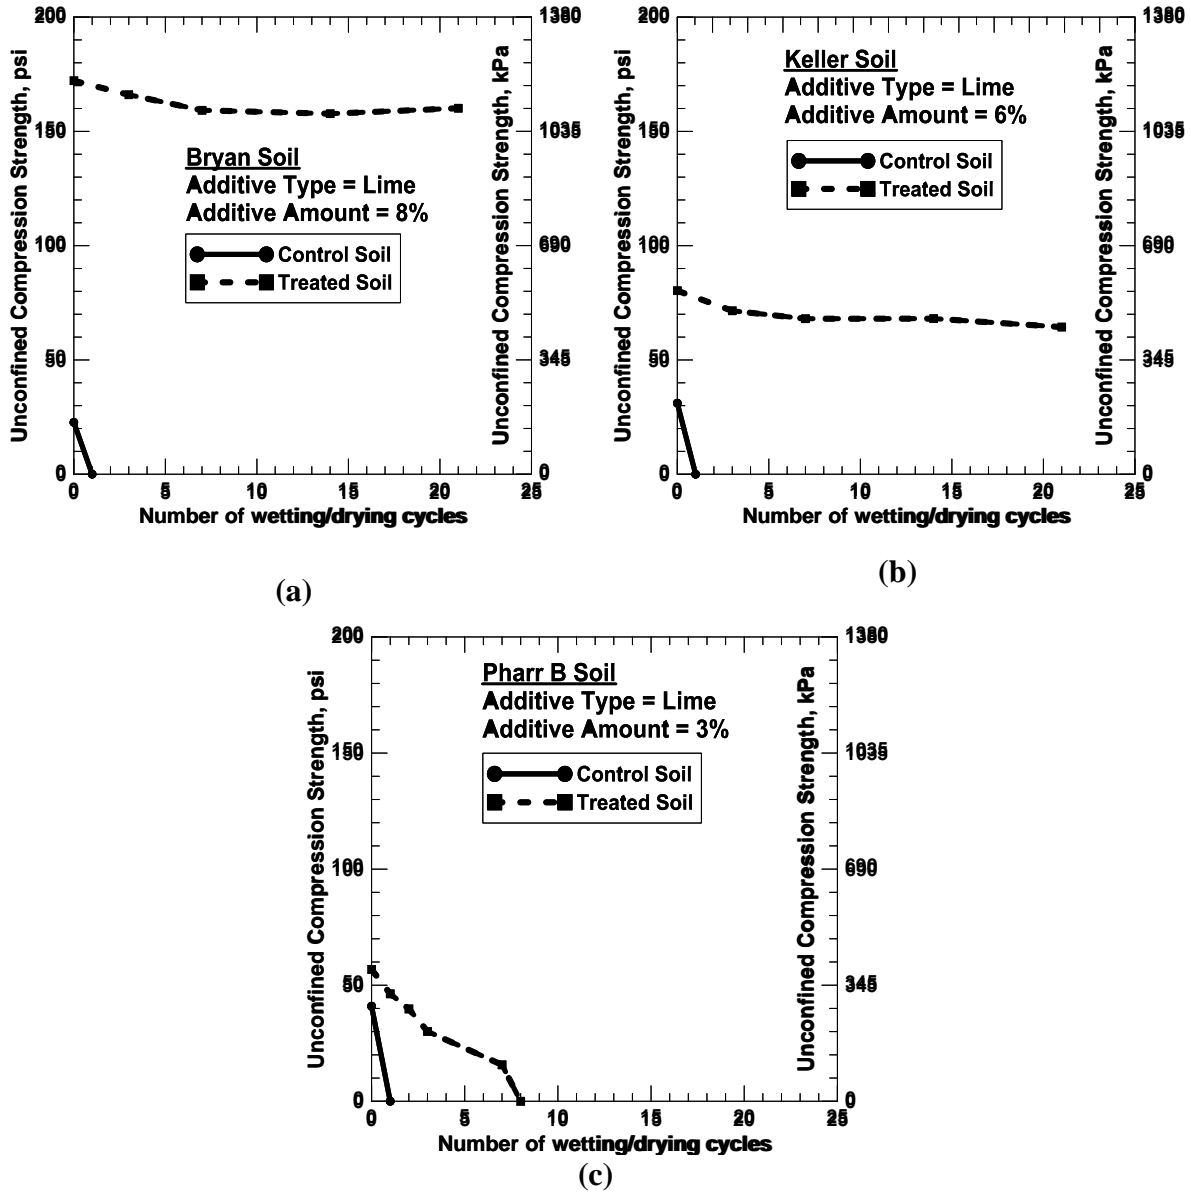 Unconfined Compression Strength, psi
200
150
100
50
0
0 5 10 15 20 25
Number of wetting/drying cycles
1380
1035
690
345
0
Unconfined Compression Strength, kPa
Bryan Soil
Additive Type = Lime
Additive Amount = 8%
Control Soil
Treated Soil
(a)
Unconfined Compression Strength, psi
200
150
100
50
0
0 5 10 15 20 25
Number of wetting/drying cycles
1380
1035
690
345
0
Unconfined Compression Strength, kPa
Keller Soil
Additive Type = Lime
Additive Amount = 6%
Control Soil
Treated Soil
(b)
Unconfined Compression Strength, psi
200
150
100
50
0
0 5 10 15 20 25
Number of wetting/drying cycles
1380
1035
690
345
0
Unconfined Compression Strength, kPa
Pharr B Soil
Additive Type = Lime
Additive Amount = 3%
Control Soil
Treated Soil
(c)